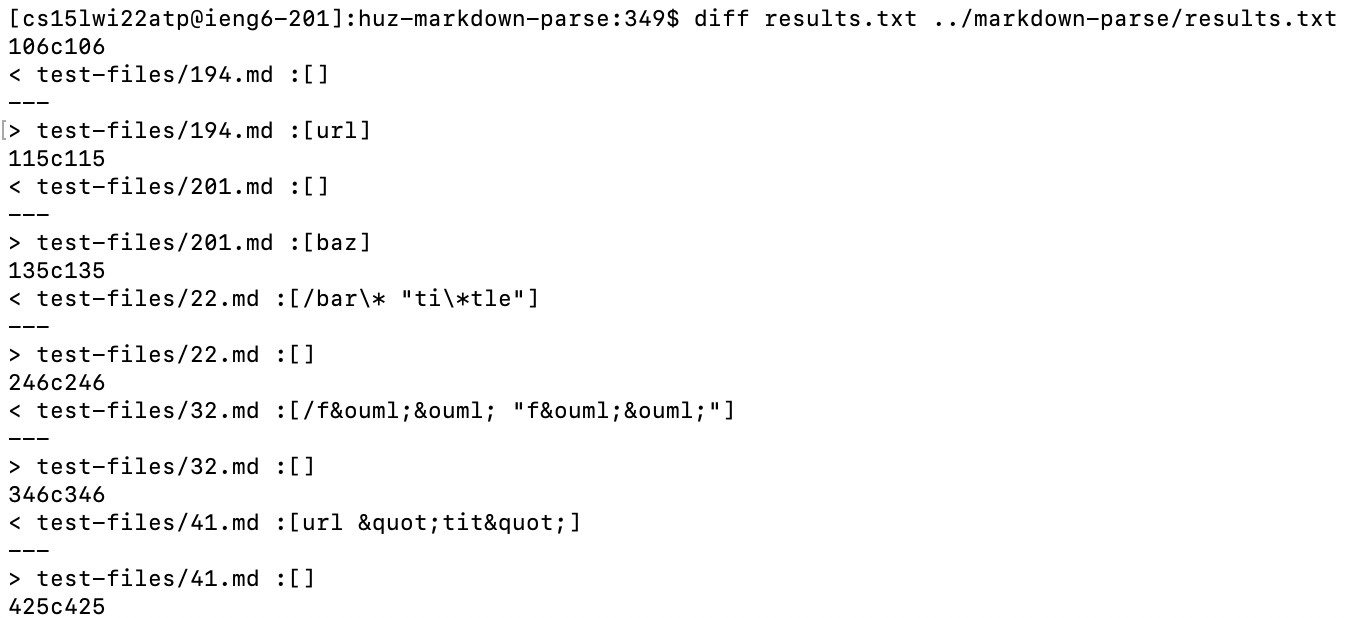 [cs15lwi22atp@ieng6-201]:huz-markdown-parse:349$ diff results.txt ../markdown-parse/results.txt
106c106
< test-files/194.md :[]
---
[> test-files/194.md :[url]
115c115
< test-files/201.md :[]
---
> test-files/201.md :[baz]
135c135
< test-files/22.md :[/bar\* "ti\*tle"]
---
> test-files/22.md :[]
246c246
< test-files/32.md :[/f&ouml;&ouml; "f&ouml;&ouml;"]
---
> test-files/32.md :[]
346c346
< test-files/41.md :[url &quot;tit&quot;]
---
> test-files/41.md :[]
425c425